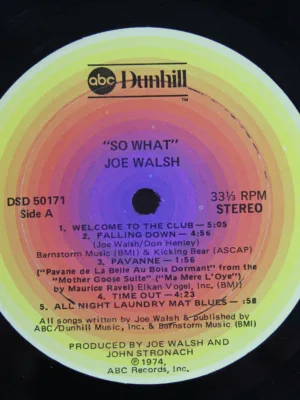 abc Dunhill
TM
"SO WHAT"
JOE WALSH
DSD 50171
Side A
33⅓ RPM
STEREO
1. WELCOME TO THE CLUB — 5:05
2. FALLING DOWN — 4:56
(Joe Walsh/Don Henley)
Barnstorm Music (BMI) & Kicking Bear (ASCAP)
3. PAVANNE — 1:56
("Pavane de La Belle Au Bois Dormant" from the
"Mother Goose Suite" ("Ma Mere L'Oye")
by Maurice Ravel) Elkan Vogel, Inc. (BMI)
4. TIME OUT — 4:23
5. ALL NIGHT LAUNDRY MAT BLUES — :58
All songs written by Joe Walsh & published by
ABC/Dunhill Music, Inc. & Barnstorm Music (BMI)
PRODUCED BY JOE WALSH AND
JOHN STRONACH
℗ 1974,
ABC Records, Inc.